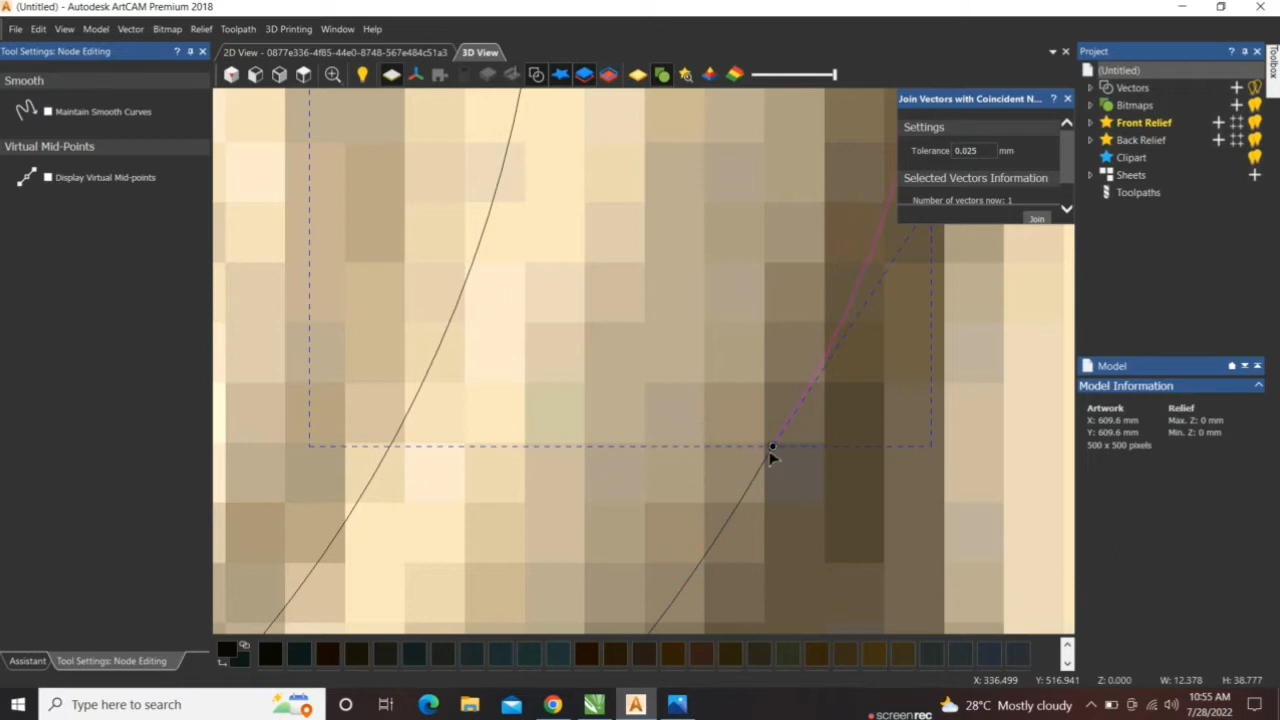 (Untitled) - Autodesk ArtCAM Premium 2018
File Edit View Model Vector Bitmap Relief Toolpath 3D Printing Window Help
Tool Settings: Node Editing
Smooth
Maintain Smooth Curves
Virtual Mid-Points
Display Virtual Mid-points
2D View - 0877e336-4f85-44e0-8748-567e484c51a3 3D View
Join Vectors with Coincident N...
Settings
Tolerance 0.025 mm
Selected Vectors Information
Number of vectors now: 1
Join
Project
(Untitled)
Vectors
Bitmaps
Front Relief
Back Relief
Clipart
Sheets
Toolpaths
Toolbox
Model
Model Information
Artwork Relief
X: 609.6 mm Max. Z: 0 mm
Y: 609.6 mm Min. Z: 0 mm
500 x 500 pixels
Assistant Tool Settings: Node Editing
X: 336.499 Y: 516.941 Z: 0.000 W: 12.378 H: 38.777
Type here to search
28°C Mostly cloudy
10:55 AM
7/28/2022
screenrec